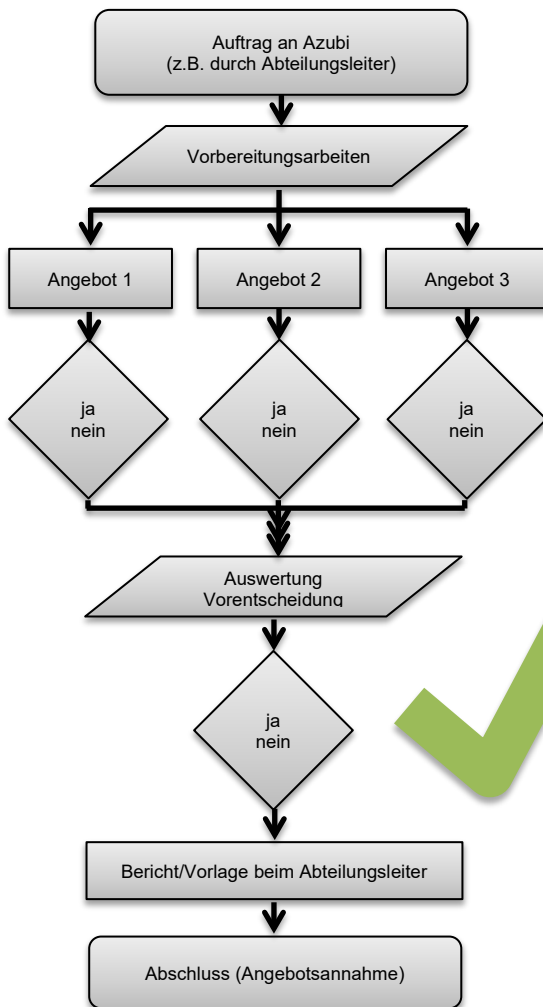 Auftrag an Azubi
(z.B. durch Abteilungsleiter)
Vorbereitungsarbeiten
Angebot 1
Angebot 2
Angebot 3
ja
nein
ja
nein
ja
nein
Auswertung
Vorentscheidung
ja
nein
Bericht/Vorlage beim Abteilungsleiter
Abschluss (Angebotsannahme)